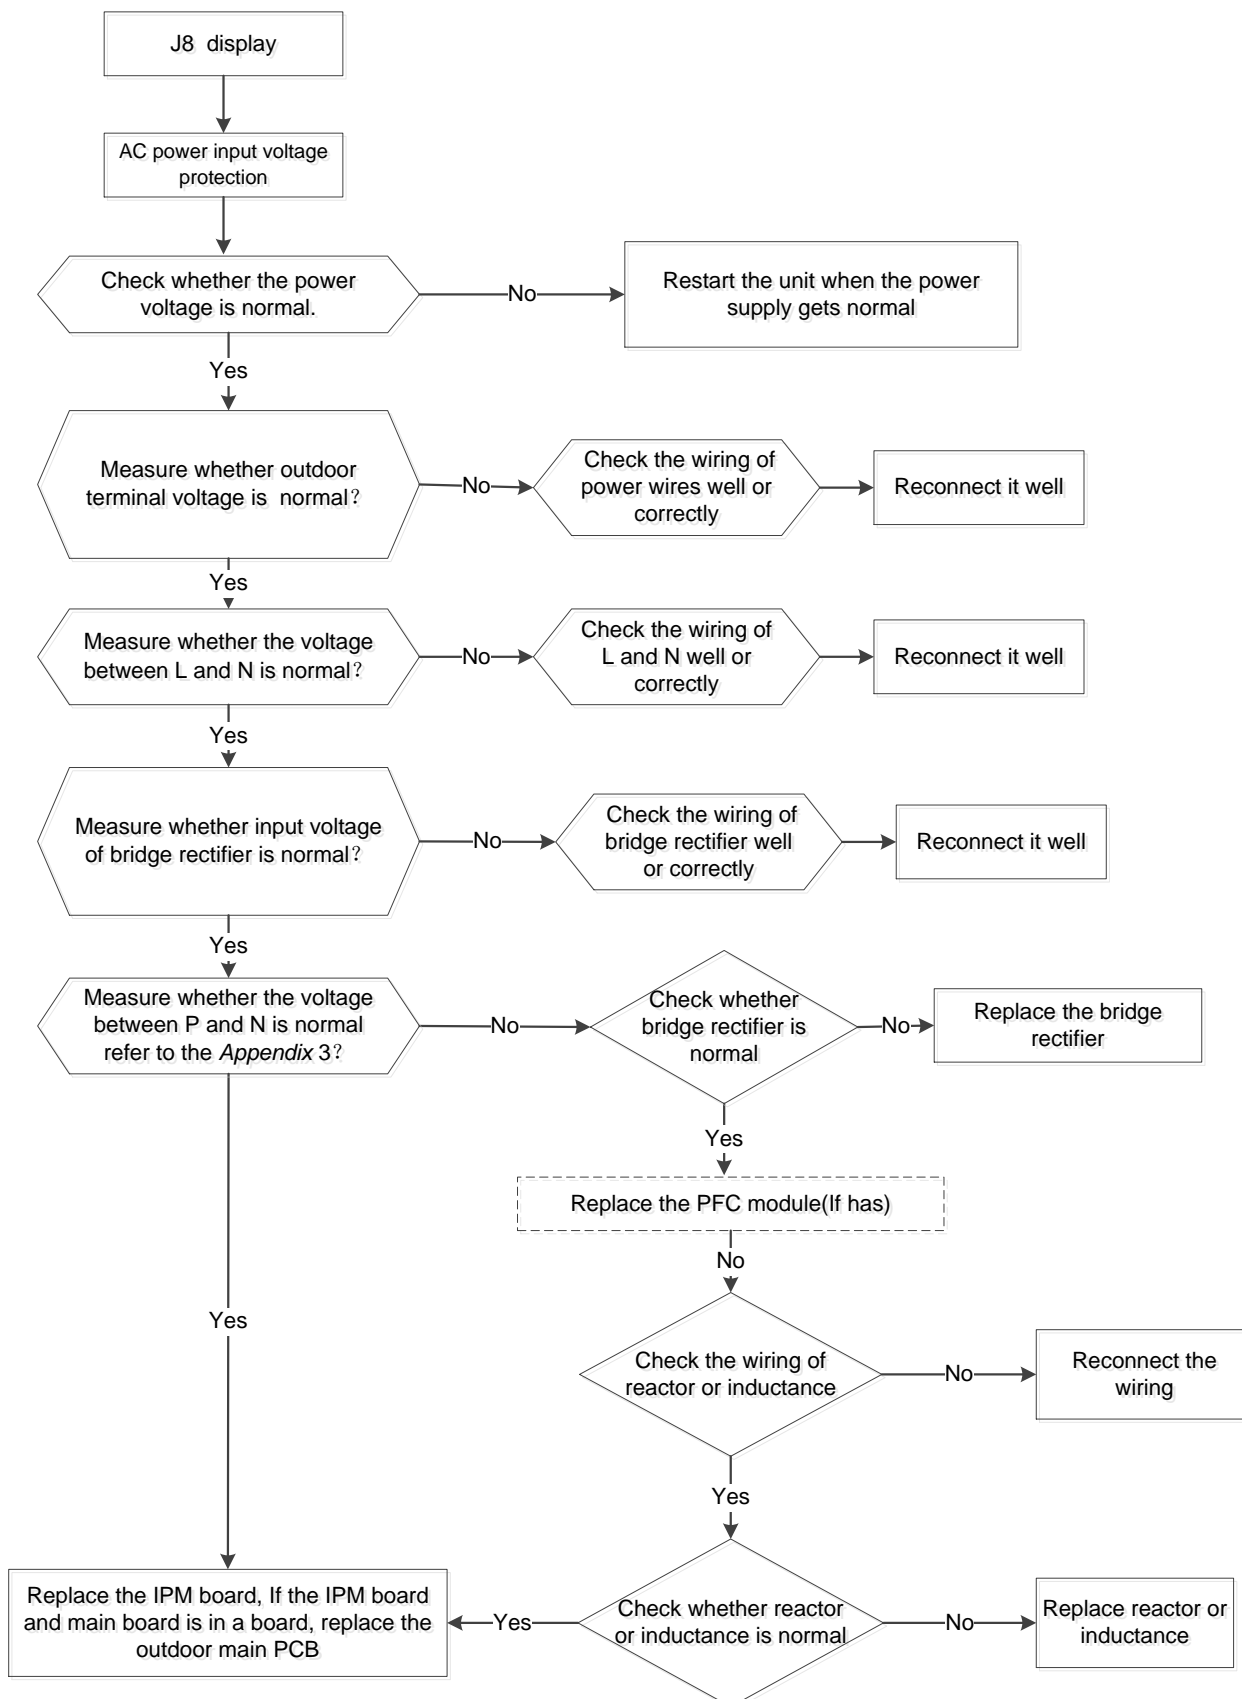 J8 display
AC power input voltage
protection
Check whether the power
voltage is normal.
No
Restart the unit when the power
supply gets normal
Yes
Measure whether outdoor
terminal voltage is normal?
No
Check the wiring of
power wires well or
correctly
Reconnect it well
Yes
Measure whether the voltage
between L and N is normal?
No
Check the wiring of
L and N well or
correctly
Reconnect it well
Yes
Measure whether input voltage
of bridge rectifier is normal?
No
Check the wiring of
bridge rectifier well
or correctly
Reconnect it well
Yes
Measure whether the voltage
between P and N is normal
refer to the Appendix 3?
No
Check whether
bridge rectifier is
normal
No
Replace the bridge
rectifier
Yes
Replace the PFC module(If has)
No
Yes
Check the wiring of
reactor or inductance
No
Reconnect the
wiring
Yes
Replace the IPM board, If the IPM board
and main board is in a board, replace the
outdoor main PCB
Yes
Check whether reactor
or inductance is normal
No
Replace reactor or
inductance